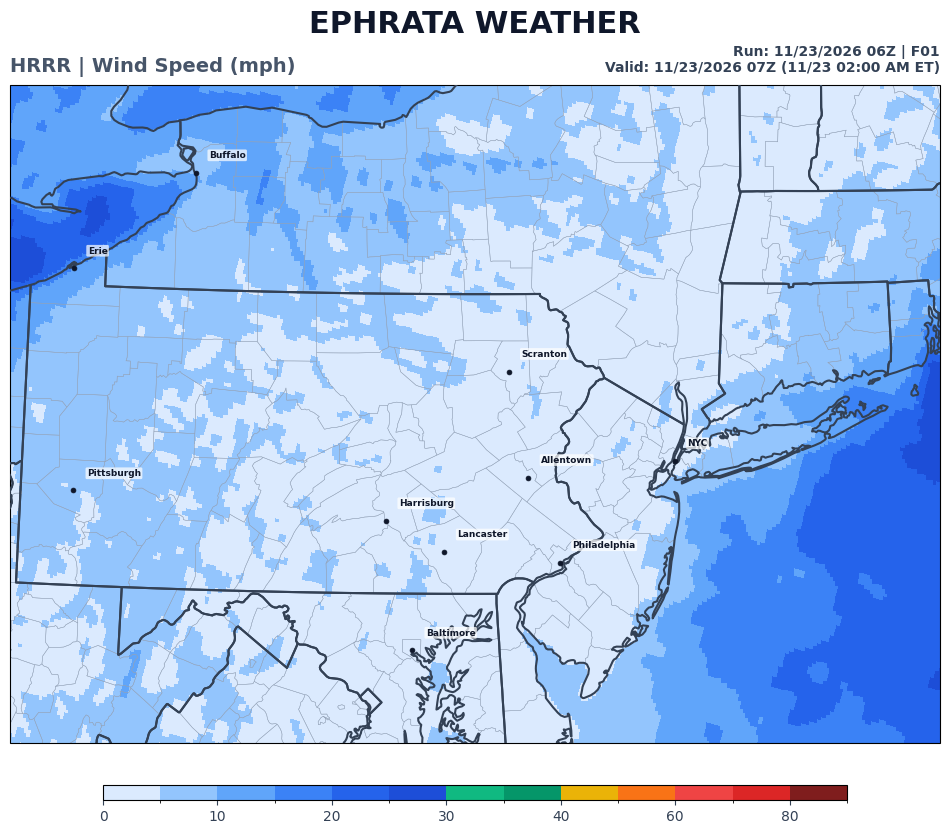 EPHRATA WEATHER
HRRR | Wind Speed (mph)
Run: 11/23/2026 06Z | F01
Valid: 11/23/2026 07Z (11/23 02:00 AM ET)
Buffalo
Erie
Scranton
NYC
Allentown
Pittsburgh
Harrisburg
Lancaster
Philadelphia
Baltimore
0 10 20 30 40 60 80